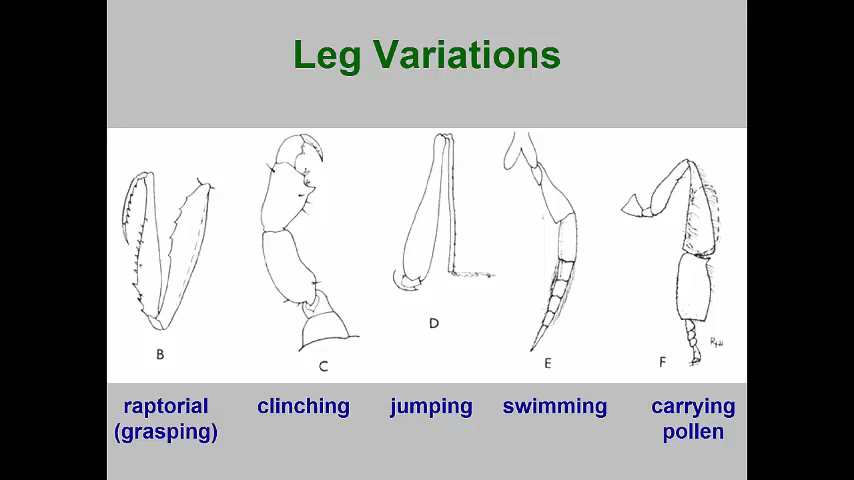 Leg Variations
B
C
D
E
F
raptorial
(grasping)
clinching
jumping
swimming
carrying
pollen